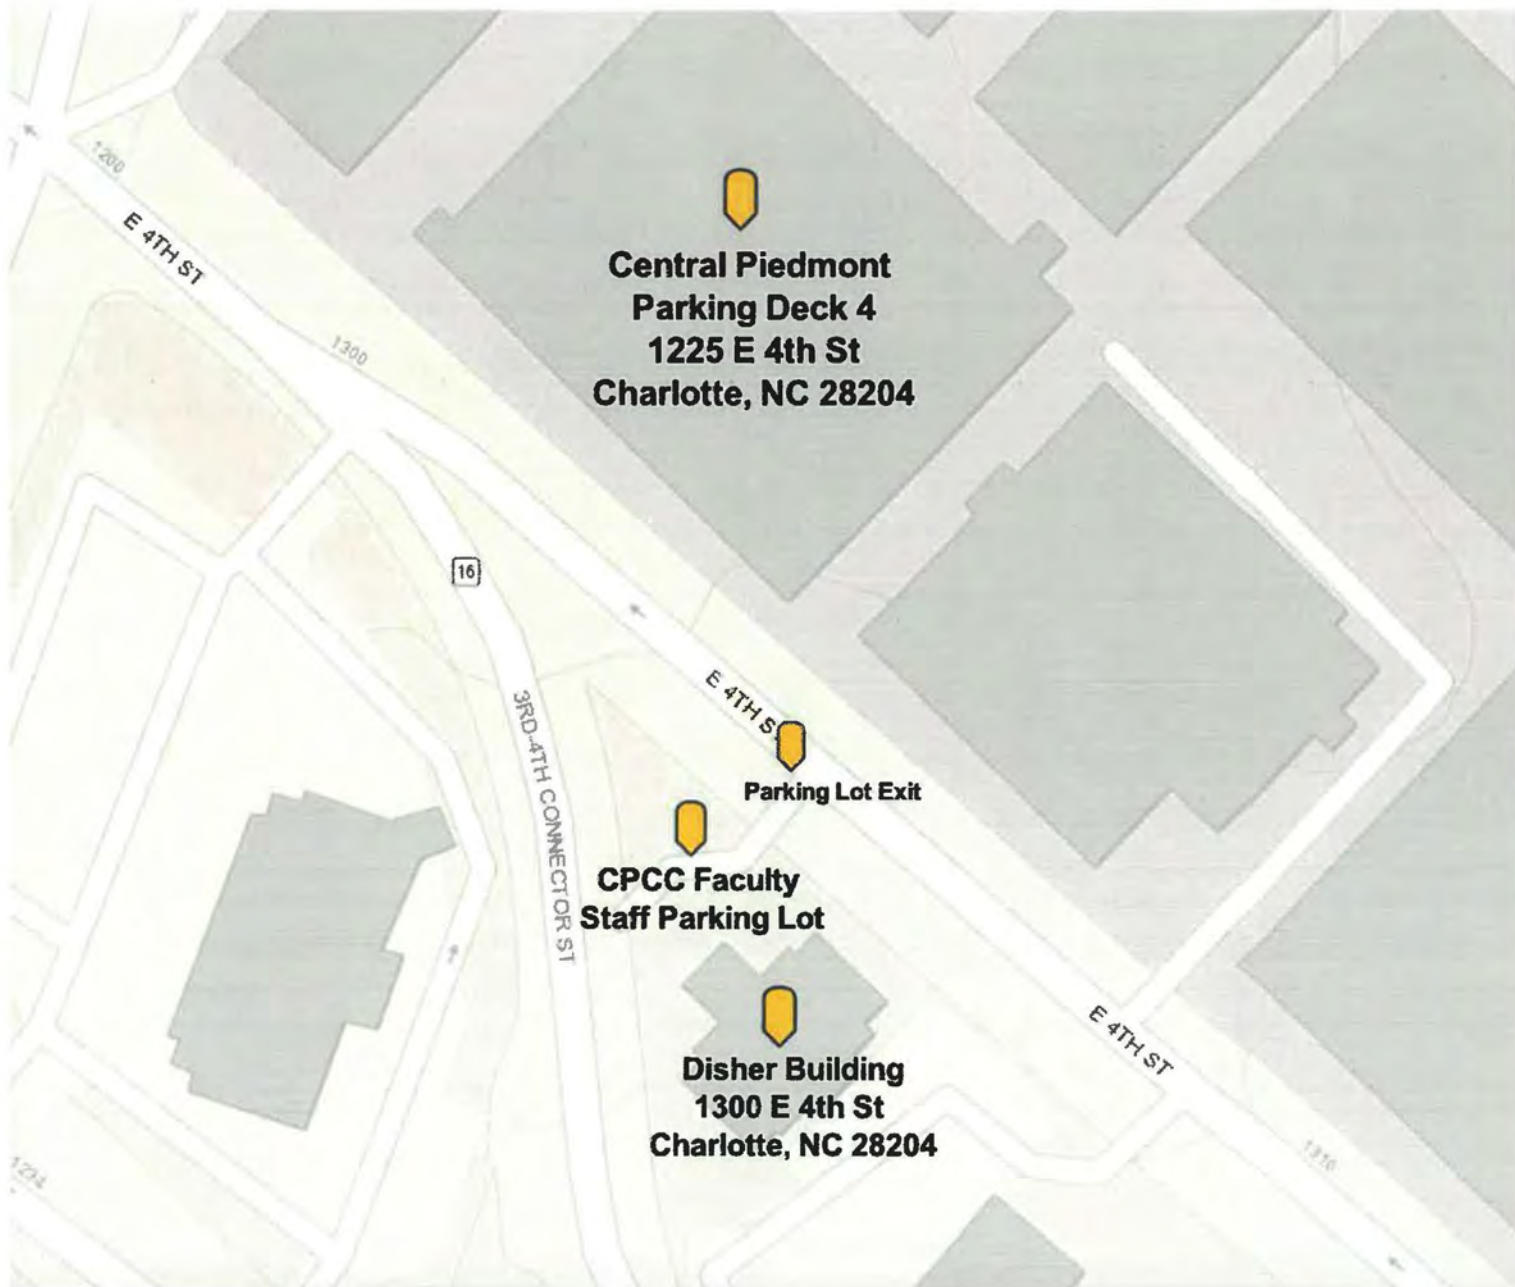 1200
E 4TH ST
1300
Central Piedmont
Parking Deck 4
1225 E 4th St
Charlotte, NC 28204
16
E 4TH S
3RD-4TH CONNECTOR ST
Parking Lot Exit
CPCC Faculty
Staff Parking Lot
E 4TH ST
Disher Building
1300 E 4th St
Charlotte, NC 28204
1310